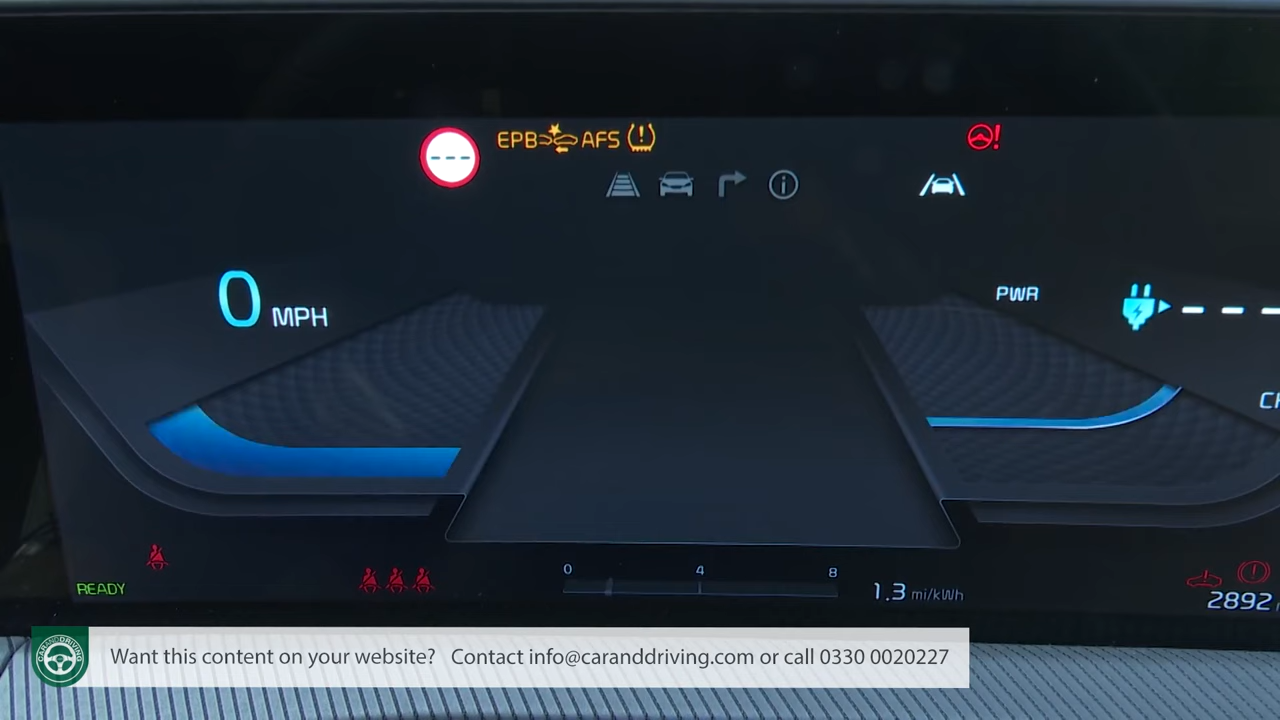 EPB AFS
0 MPH
PWR
READY
0 4 8
1.3 mi/kWh
2892
CARANDDRIVING
Want this content on your website? Contact info@caranddriving.com or call 0330 0020227